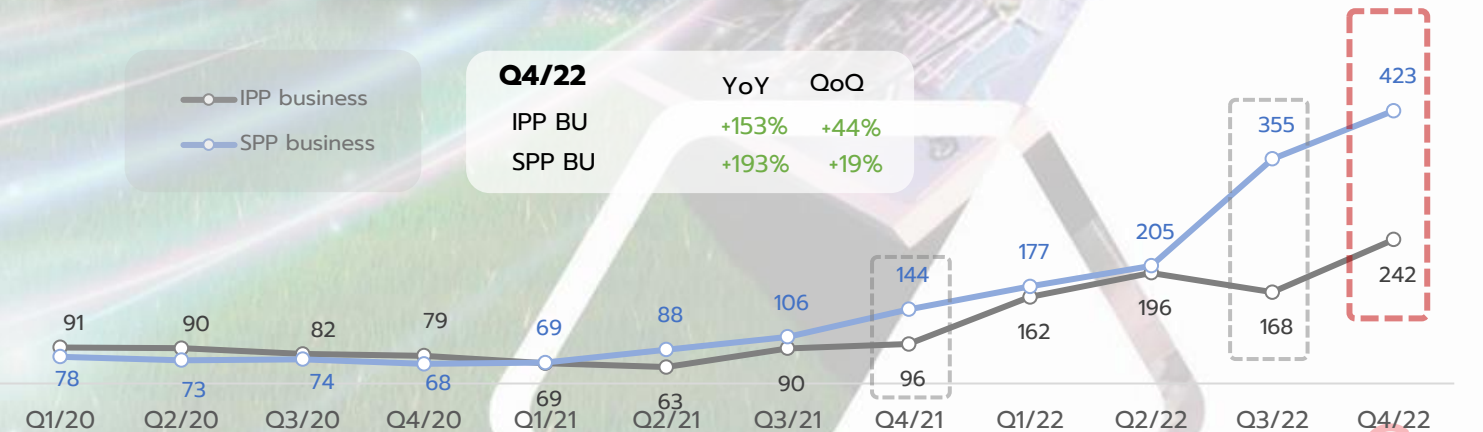 Q4/22 YoY QoQ
IPP BU +153% +44%
SPP BU +193% +19%
IPP business
SPP business
423
355
205
177
144
106
88
69
242
168
196
162
96
90
63
69
91 90 82 79
78 73 74 68
Q1/20 Q2/20 Q3/20 Q4/20 Q1/21 Q2/21 Q3/21 Q4/21 Q1/22 Q2/22 Q3/22 Q4/22